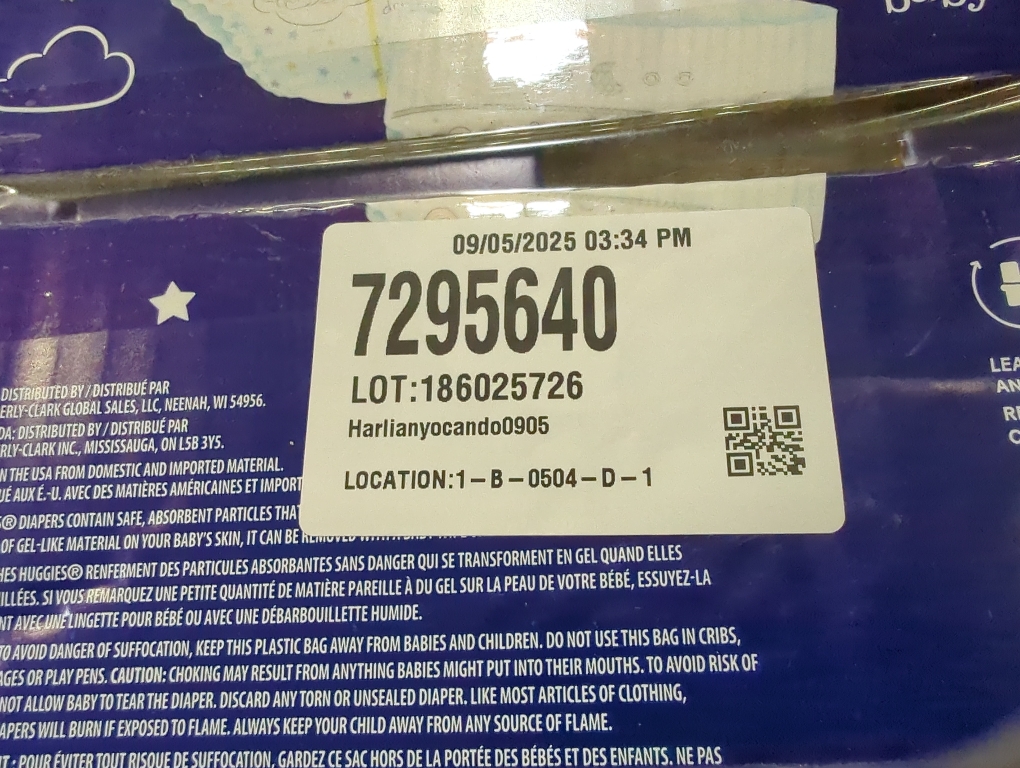 baby
09/05/2025 03:34 PM
7295640
LOT:186025726
Harlianyocando0905
LOCATION:1-B-0504-D-1
DISTRIBUTED BY / DISTRIBUÉ PAR
ERLY-CLARK GLOBAL SALES, LLC, NEENAH, WI 54956.
DA: DISTRIBUTED BY / DISTRIBUÉ PAR
RLY-CLARK INC., MISSISSAUGA, ON L5B 3Y5.
N THE USA FROM DOMESTIC AND IMPORTED MATERIAL.
UÉ AUX É.-U. AVEC DES MATIÈRES AMÉRICAINES ET IMPORT
S® DIAPERS CONTAIN SAFE, ABSORBENT PARTICLES THAT
OF GEL-LIKE MATERIAL ON YOUR BABY'S SKIN, IT CAN BE REMOVED WITH A BABY
HES HUGGIES® RENFERMENT DES PARTICULES ABSORBANTES SANS DANGER QUI SE TRANSFORMENT EN GEL QUAND ELLES
ILLÉES. SI VOUS REMARQUEZ UNE PETITE QUANTITÉ DE MATIÈRE PAREILLE À DU GEL SUR LA PEAU DE VOTRE BÉBÉ, ESSUYEZ-LA
NT AVEC UNE LINGETTE POUR BÉBÉ OU AVEC UNE DÉBARBOUILLETTE HUMIDE.
TO AVOID DANGER OF SUFFOCATION, KEEP THIS PLASTIC BAG AWAY FROM BABIES AND CHILDREN. DO NOT USE THIS BAG IN CRIBS,
AGES OR PLAY PENS. CAUTION: CHOKING MAY RESULT FROM ANYTHING BABIES MIGHT PUT INTO THEIR MOUTHS. TO AVOID RISK OF
NOT ALLOW BABY TO TEAR THE DIAPER. DISCARD ANY TORN OR UNSEALED DIAPER. LIKE MOST ARTICLES OF CLOTHING,
APERS WILL BURN IF EXPOSED TO FLAME. ALWAYS KEEP YOUR CHILD AWAY FROM ANY SOURCE OF FLAME.
T : POUR ÉVITER TOUT RISQUE DE SUFFOCATION, GARDEZ CE SAC HORS DE LA PORTÉE DES BÉBÉS ET DES ENFANTS. NE PAS
LEA
AN
RE
C